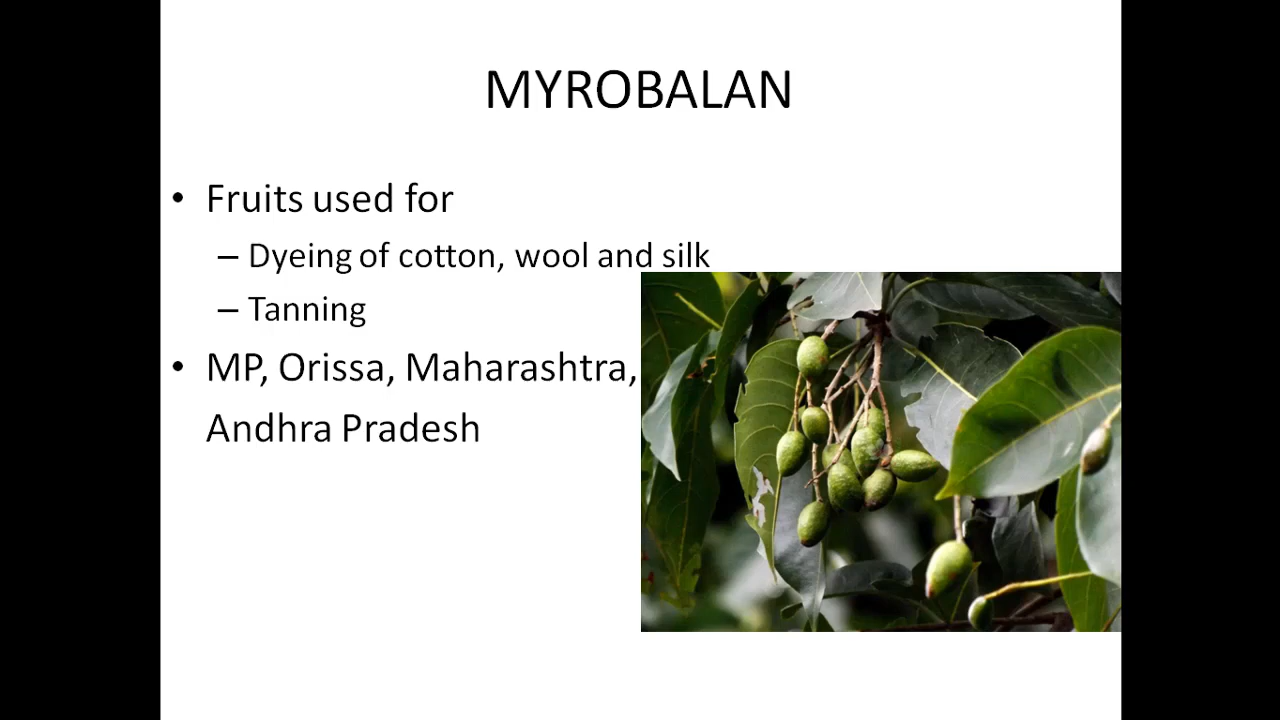 MYROBALAN
• Fruits used for
– Dyeing of cotton, wool and silk
– Tanning
• MP, Orissa, Maharashtra,
Andhra Pradesh